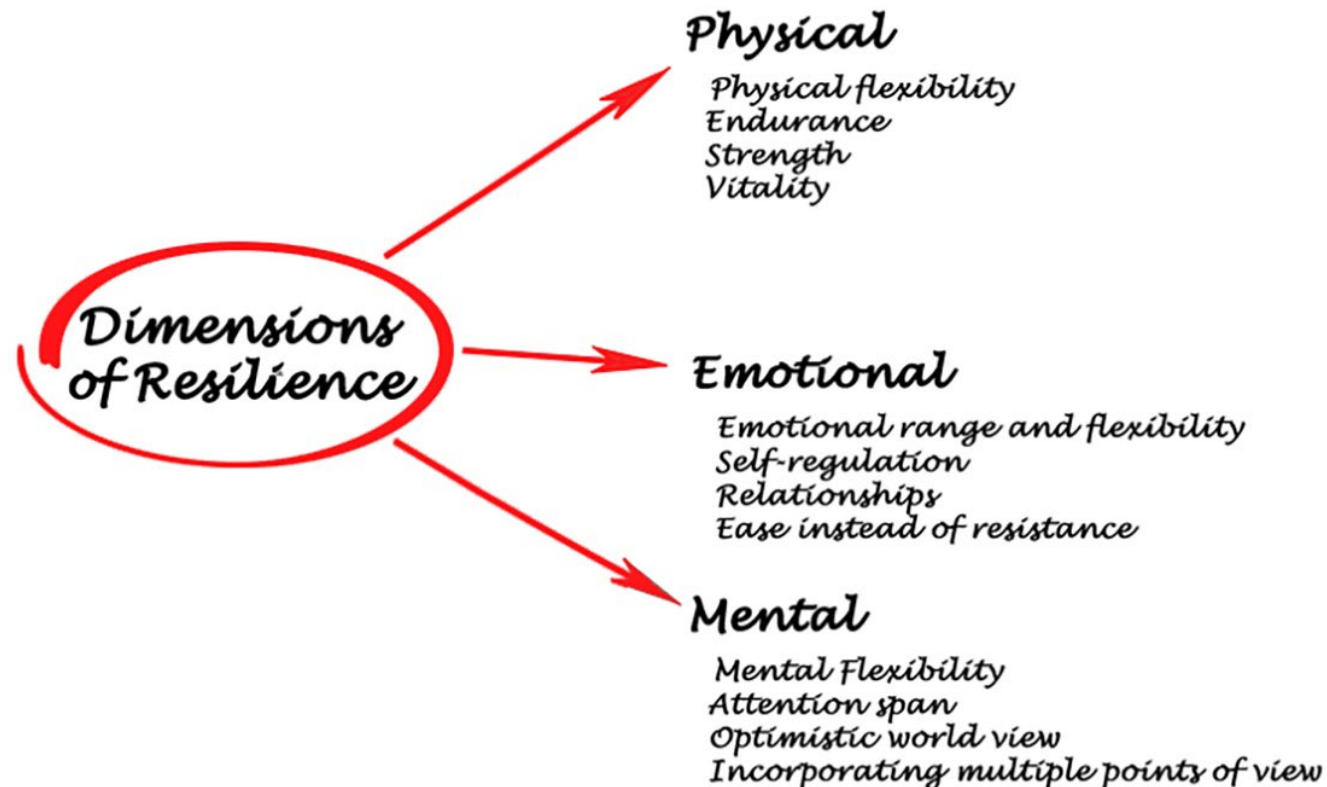 Dimensions
of Resilience
Physical
Physical flexibility
Endurance
Strength
Vitality
Emotional
Emotional range and flexibility
Self-regulation
Relationships
Ease instead of resistance
Mental
Mental Flexibility
Attention span
Optimistic world view
Incorporating multiple points of view